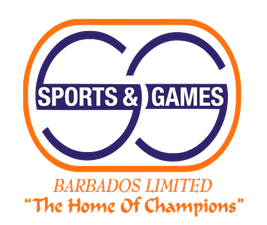 SPORTS & GAMES
BARBADOS LIMITED
"The Home Of Champions"